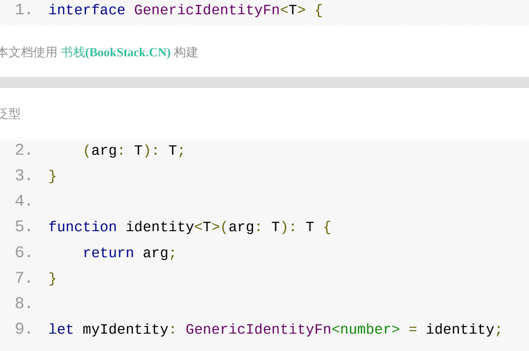 1. interface GenericIdentityFn<T> {
本文档使用 书栈(BookStack.CN) 构建
泛型
2.     (arg: T): T;
3. }
4.
5. function identity<T>(arg: T): T {
6.     return arg;
7. }
8.
9. let myIdentity: GenericIdentityFn<number> = identity;